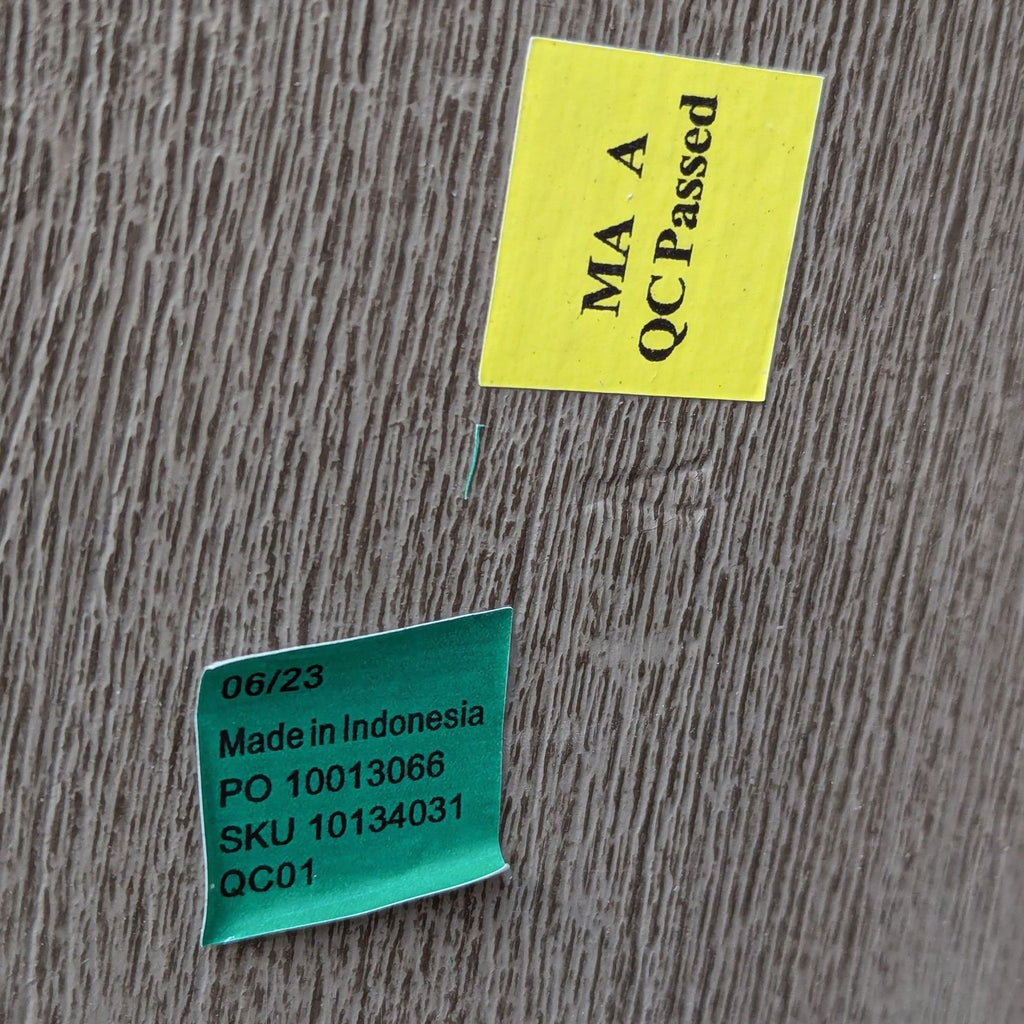 MA A
QC Passed
06/23
Made in Indonesia
PO 10013066
SKU 10134031
QC01